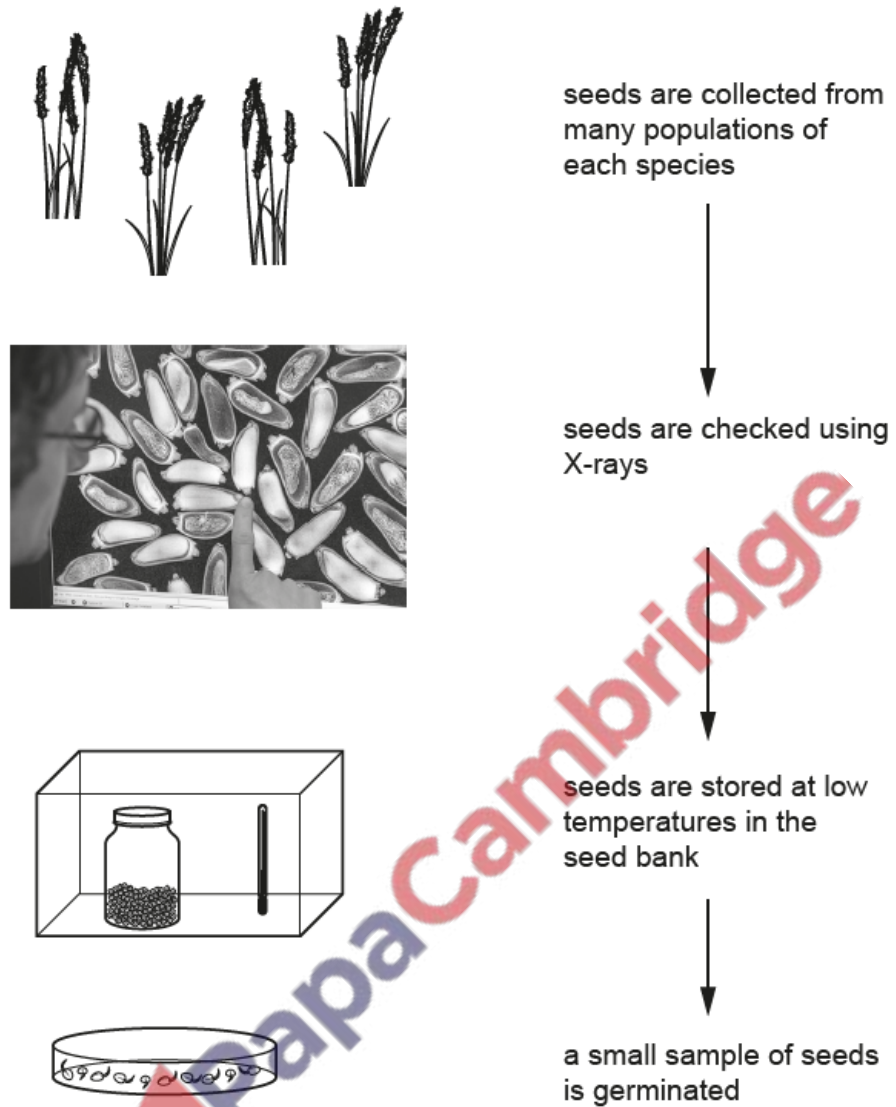 seeds are collected from
many populations of
each species
seeds are checked using
X-rays
seeds are stored at low
temperatures in the
seed bank
a small sample of seeds
is germinated
PapaCambridge